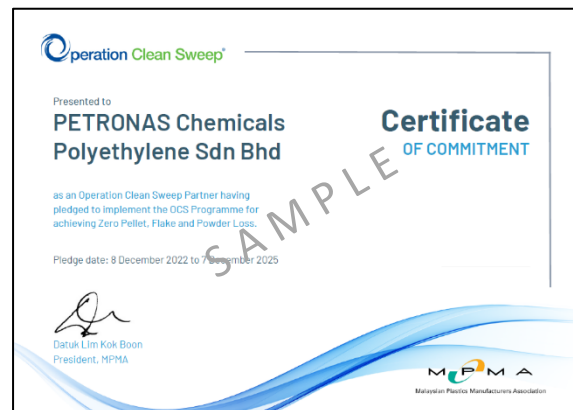 Operation Clean Sweep®
Presented to
PETRONAS Chemicals
Polyethylene Sdn Bhd
Certificate
OF COMMITMENT
as an Operation Clean Sweep Partner having
pledged to implement the OCS Programme for
achieving Zero Pellet, Flake and Powder Loss.
SAMPLE
Pledge date: 8 December 2022 to 7 December 2025
Datuk Lim Kok Boon
President, MPMA
MPMA
Malaysian Plastics Manufacturers Association